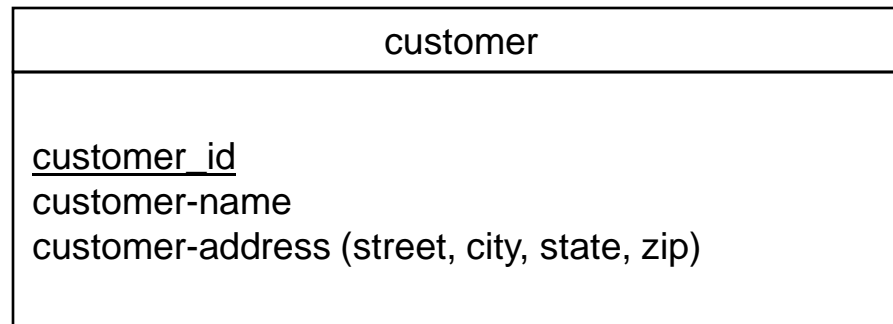 customer
customer_id
customer-name
customer-address (street, city, state, zip)